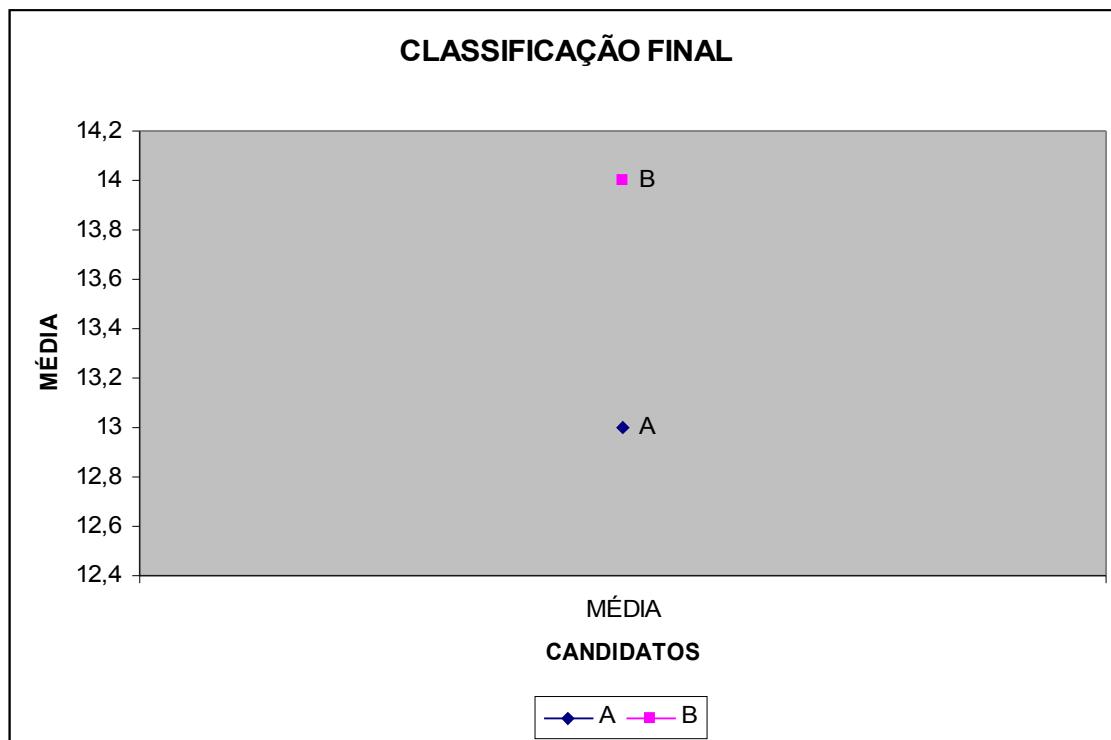 CLASSIFICAÇÃO FINAL
14,2
14
13,8
13,6
13,4
13,2
13
12,8
12,6
12,4
MÉDIA
B
A
MÉDIA
CANDIDATOS
A B